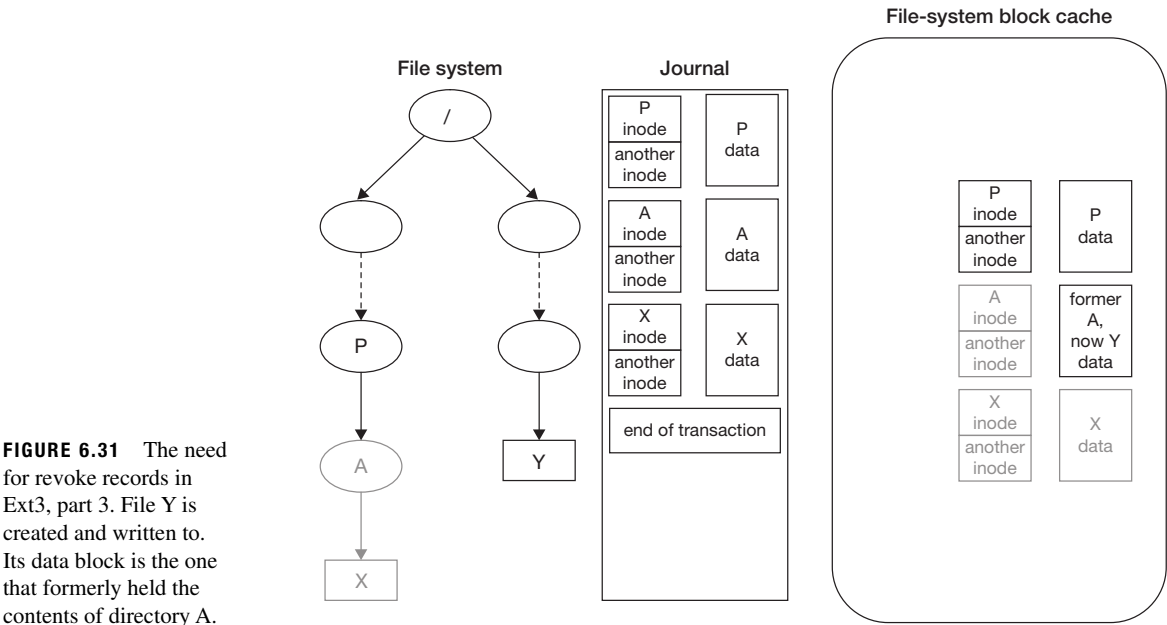 File-system block cache
File system
Journal
/
P
A
X
Y
P
inode
another
inode
P
data
A
inode
another
inode
A
data
X
inode
another
inode
X
data
end of transaction
P
inode
another
inode
P
data
A
inode
another
inode
former
A,
now Y
data
X
inode
another
inode
X
data
FIGURE 6.31 The need
for revoke records in
Ext3, part 3. File Y is
created and written to.
Its data block is the one
that formerly held the
contents of directory A.